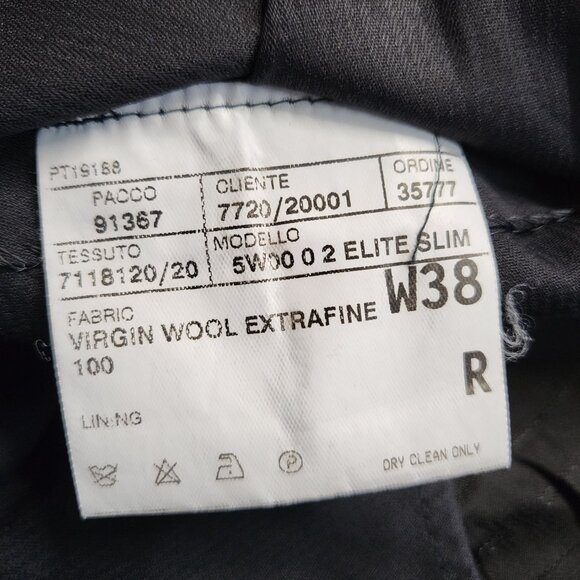 PT19188
PACCO CLIENTE ORDINE
91367 7720/20001 35777
TESSUTO MODELLO
7118120/20 5W00 0 2 ELITE SLIM
FABRIC W38
VIRGIN WOOL EXTRAFINE
100
R
LINING
P
DRY CLEAN ONLY